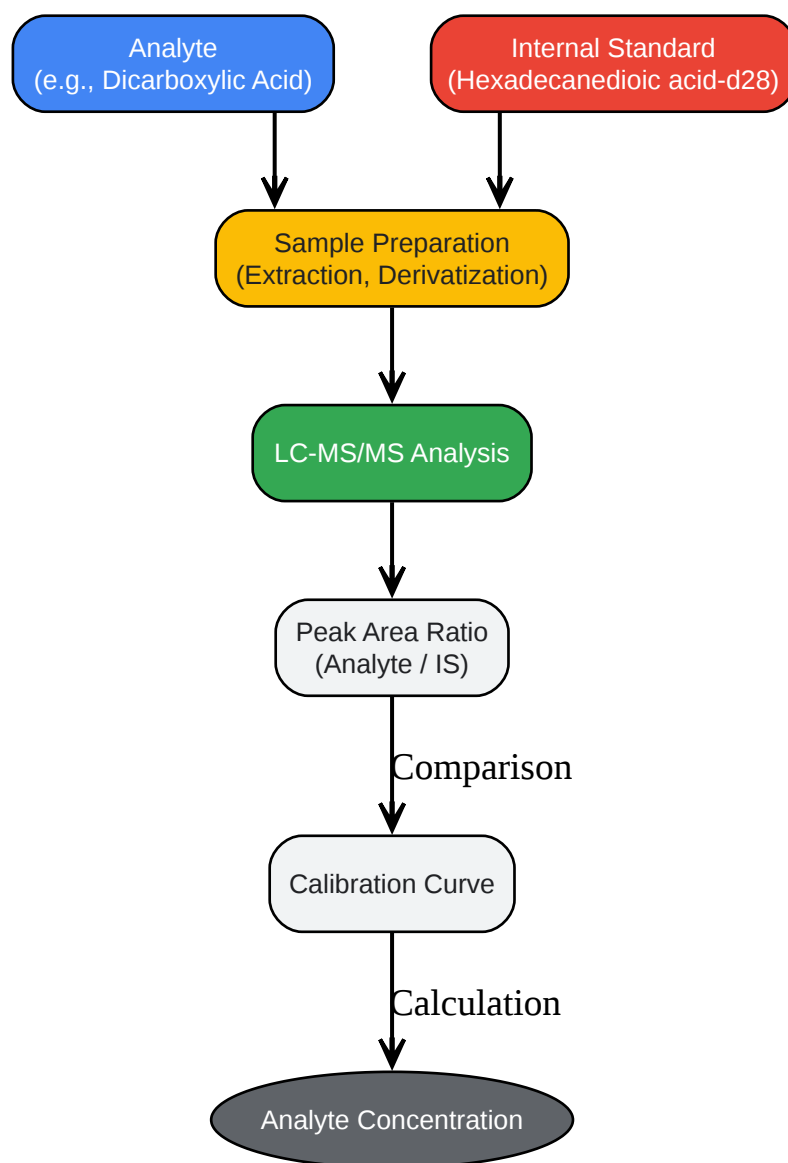 Analyte
(e.g., Dicarboxylic Acid)
Internal Standard
(Hexadecanedioic acid-d28)
Sample Preparation
(Extraction, Derivatization)
LC-MS/MS Analysis
Peak Area Ratio
(Analyte / IS)
Comparison
Calibration Curve
Calculation
Analyte Concentration